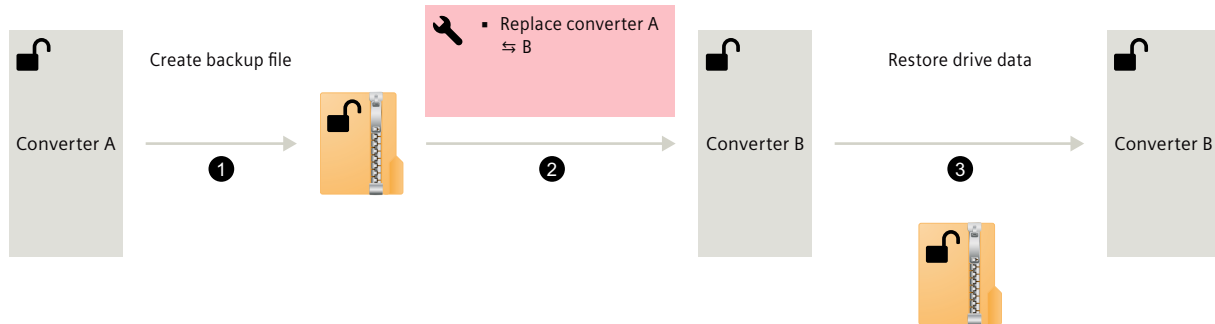 Create backup file
▪ Replace converter A
⇆ B
Restore drive data
Converter A
Converter B
Converter B
1
2
3